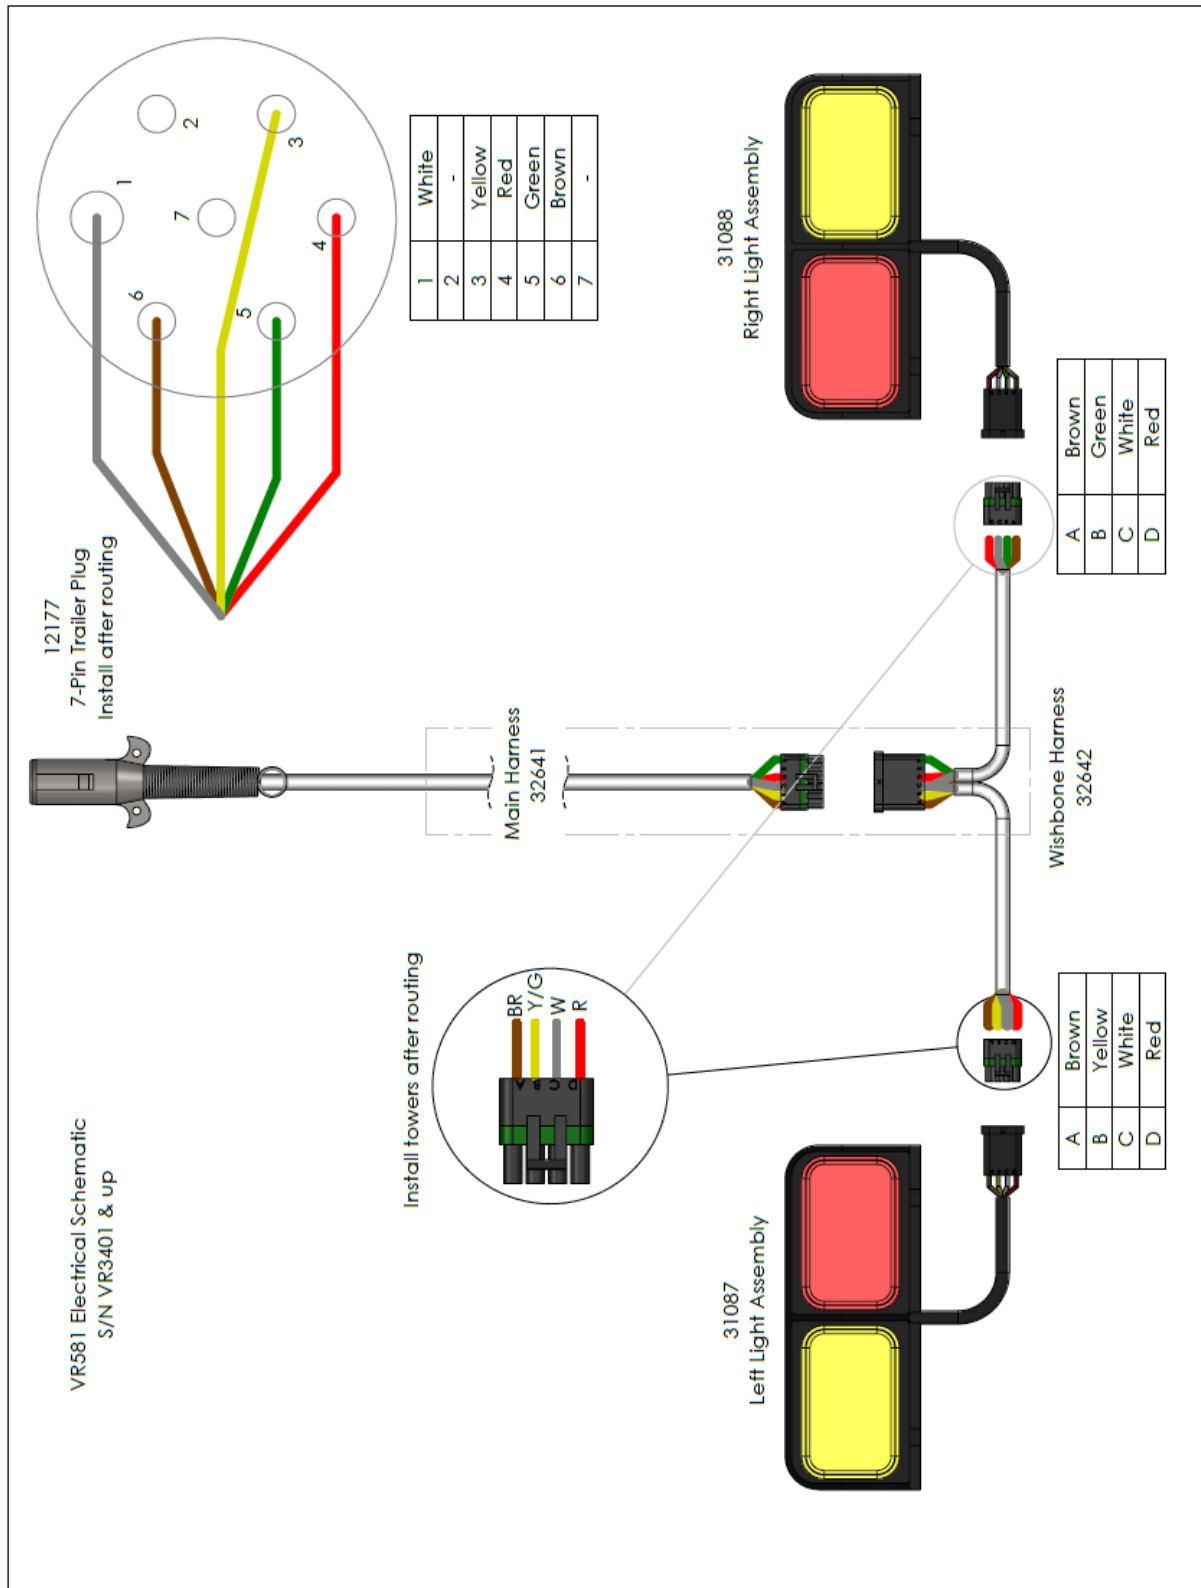 VR581 Electrical Schematic
S/N VR3401 & up
12177
7-Pin Trailer Plug
Install after routing
1
2
3
4
5
6
7
1 White
2 -
3 Yellow
4 Red
5 Green
6 Brown
7 -
Install towers after routing
BR
Y/G
W
R
A
B
C
D
Main Harness
32641
31087
Left Light Assembly
31088
Right Light Assembly
Wishbone Harness
32642
A Brown
B Yellow
C White
D Red
A Brown
B Green
C White
D Red